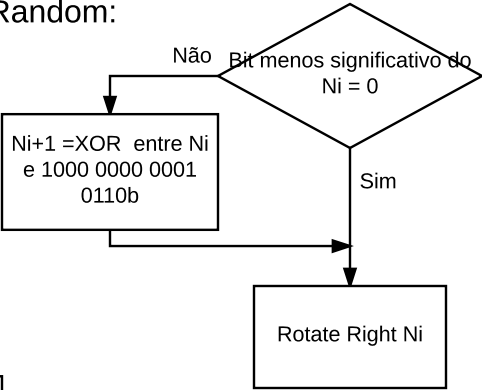 Random:
Não
Bit menos significativo do
Ni = 0
Ni+1 =XOR  entre Ni
e 1000 0000 0001
0110b
Sim
Rotate Right Ni